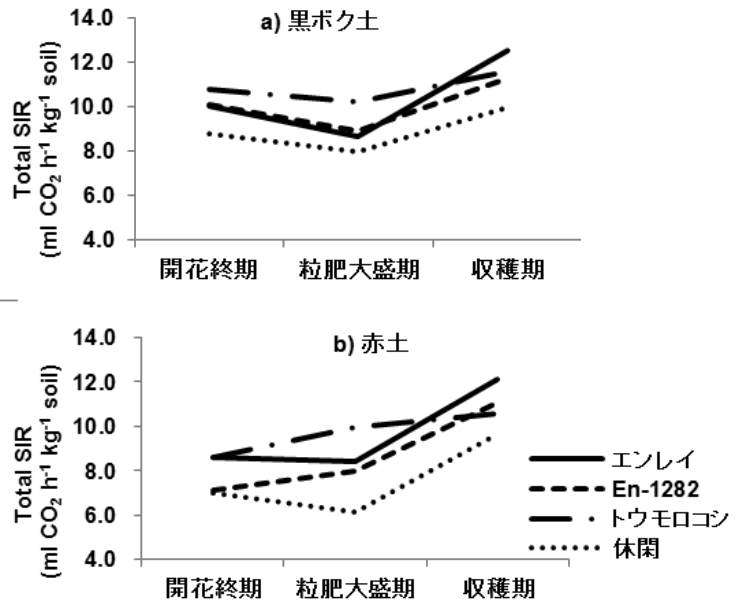 a) 黒ボク土
Total SIR
(ml CO₂ h⁻¹ kg⁻¹ soil)
14.0
12.0
10.0
8.0
6.0
4.0
開花終期 粒肥大盛期 収穫期
b) 赤土
Total SIR
(ml CO₂ h⁻¹ kg⁻¹ soil)
14.0
12.0
10.0
8.0
6.0
4.0
開花終期 粒肥大盛期 収穫期
エンレイ
En-1282
トウモロコシ
休閑